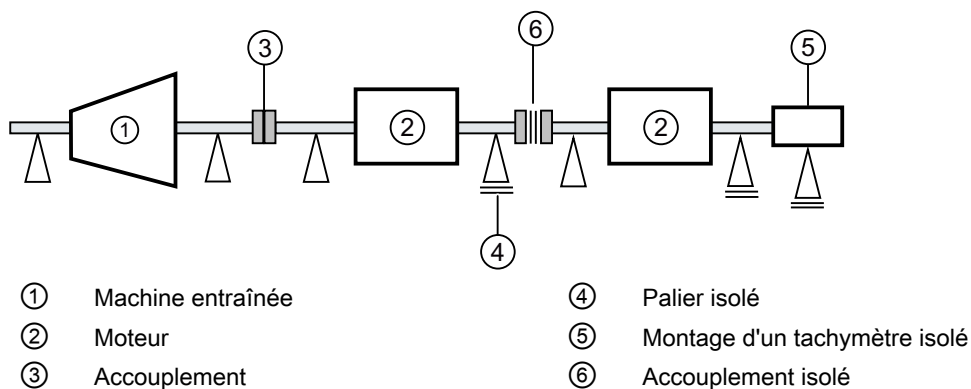 ③
⑥
⑤
①
②
②
④
① Machine entraînée
② Moteur
③ Accouplement
④ Palier isolé
⑤ Montage d'un tachymètre isolé
⑥ Accouplement isolé